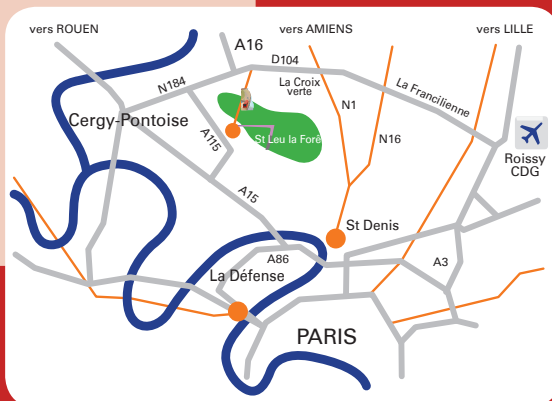 vers ROUEN
vers AMIENS
vers LILLE
A16
D104
La Croix
verte
N184
La Francilienne
N1
Cergy-Pontoise
A115
St Leu la Forê
N16
Roissy
CDG
A15
St Denis
A86
La Défense
A3
PARIS